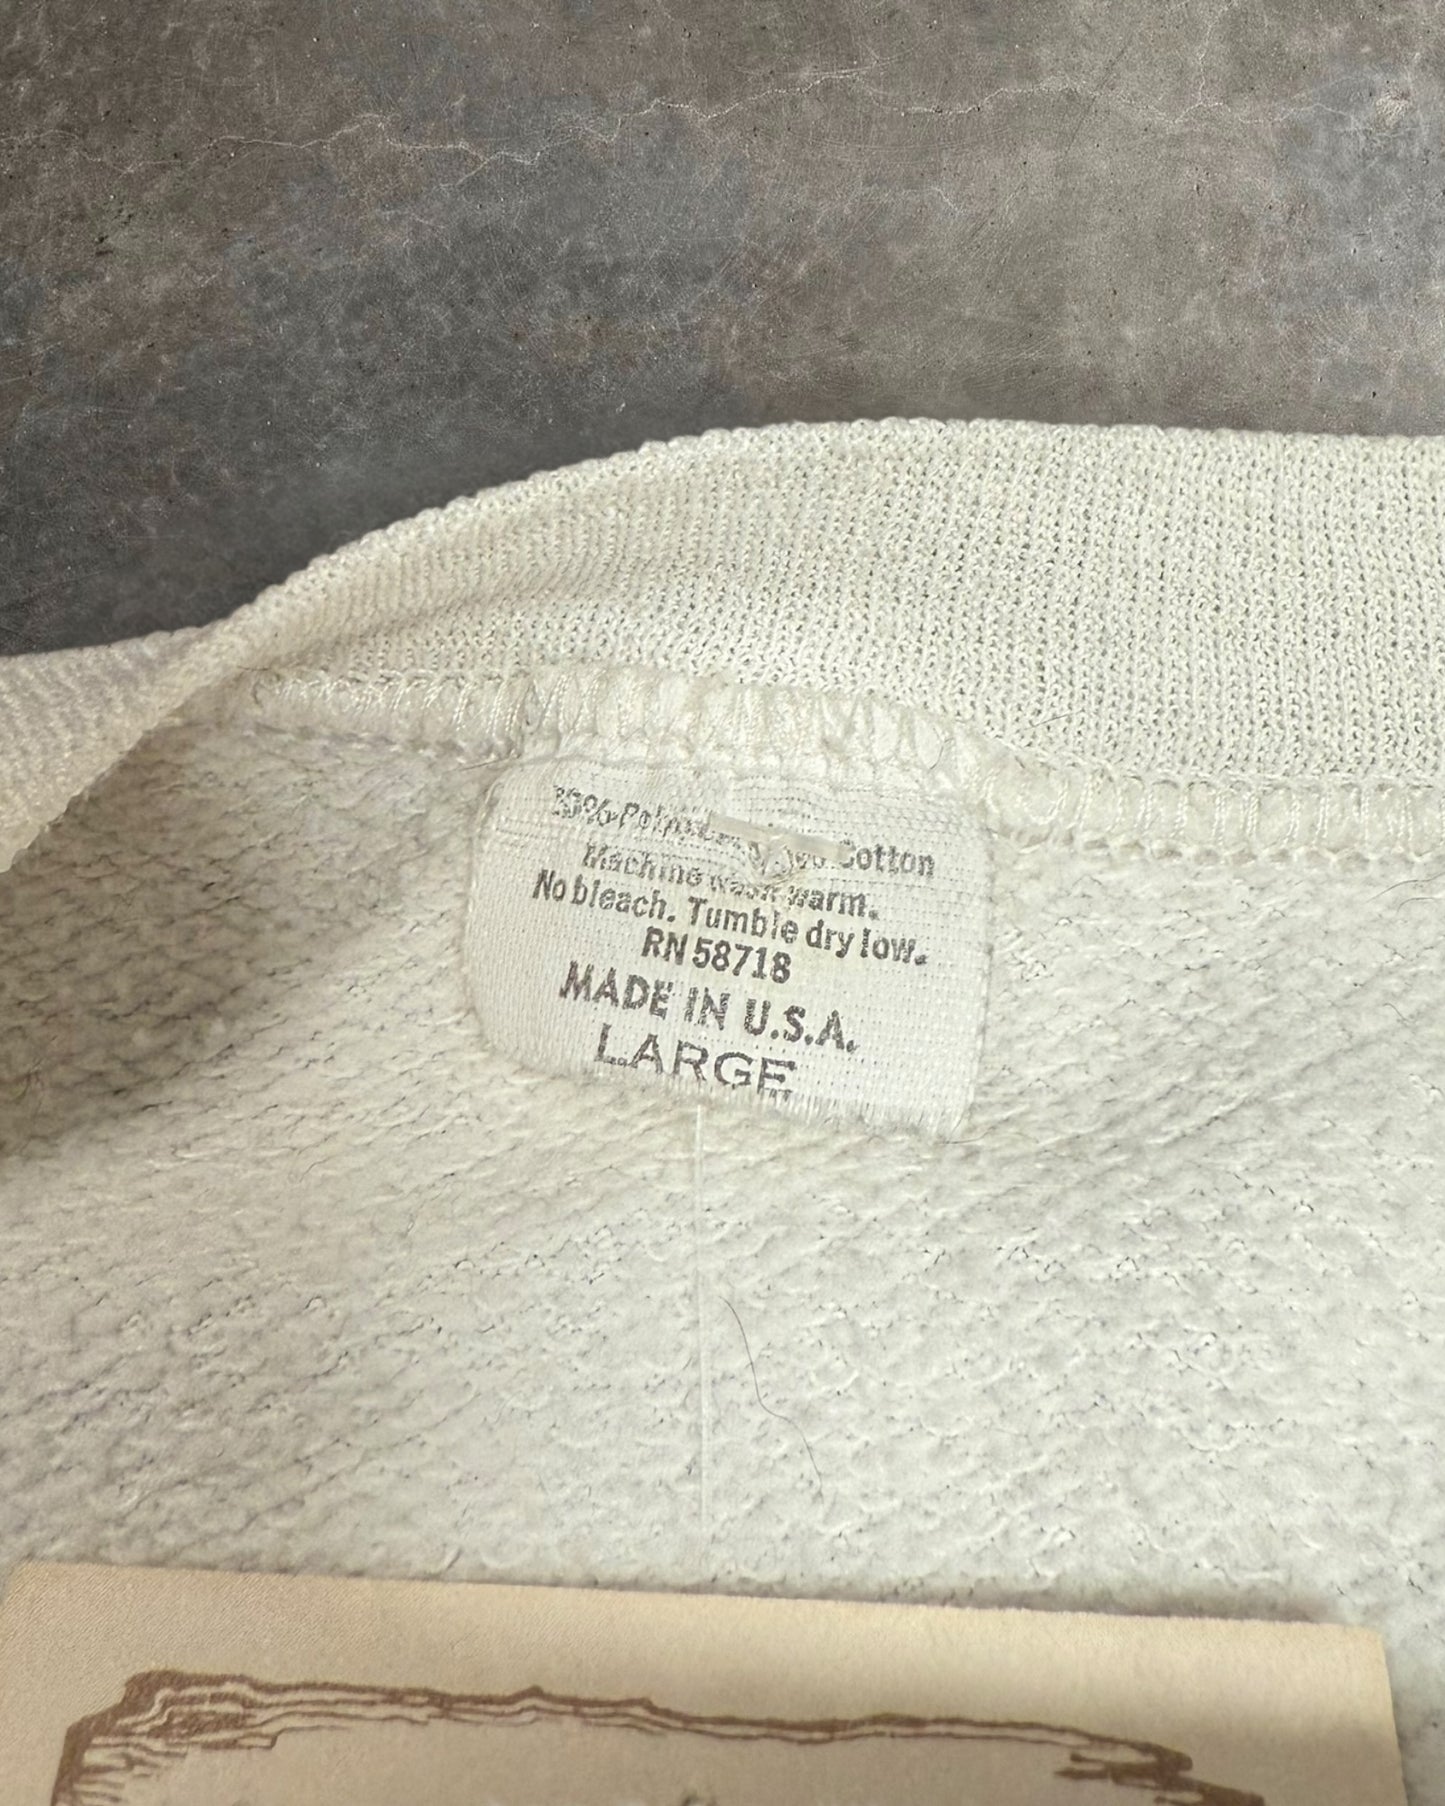 Cotton
Machine wash warm.
No bleach. Tumble dry low.
RN 58718
MADE IN U.S.A.
LARGE